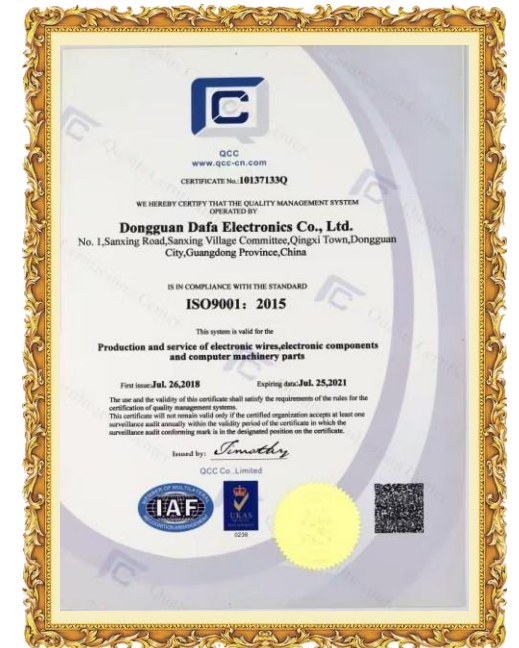 QCC
www.qcc-cn.com
CERTIFICATE No.:10137133Q
WE HEREBY CERTIFY THAT THE QUALITY MANAGEMENT SYSTEM
OPERATED BY
Dongguan Dafa Electronics Co., Ltd.
No. 1,Sanxing Road,Sanxing Village Committee,Qingxi Town,Dongguan
City,Guangdong Province,China
IS IN COMPLIANCE WITH THE STANDARD
ISO9001: 2015
This system is valid for the
Production and service of electronic wires,electronic components
and computer machinery parts
First issue:Jul. 26,2018 Expiring data:Jul. 25,2021
The use and the validity of this certificate shall satisfy the requirements of the rules for the
certification of quality management systems.
This certificate will not remain valid only if the certified organization accepts at least one
surveillance audit annually within the validity period of the certificate in which the
surveillance audit conforming mark is in the designated position on the certificate.
Issued by: Timothy
QCC Co.,Limited
MEMBER OF MULTILATERAL
IAF
RECOGNITION ARRANGEMENT
UKAS
0236